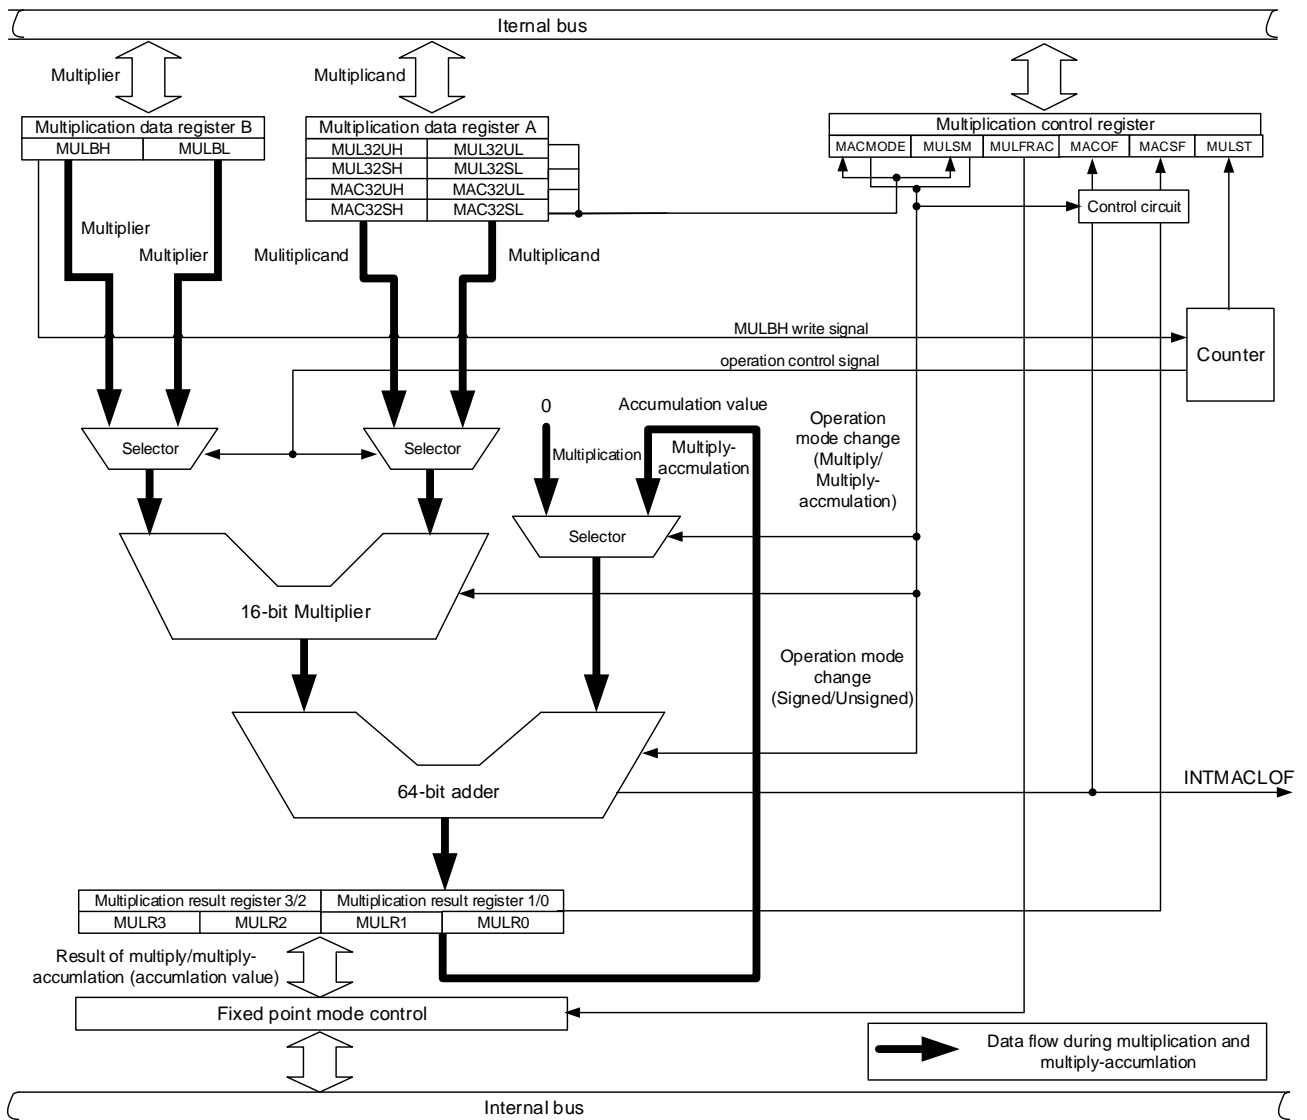 Iternal bus
Multiplier
Multiplicand
Multiplication data register B
MULBH MULBL
Multiplication data register A
MUL32UH MUL32UL
MUL32SH MUL32SL
MAC32UH MAC32UL
MAC32SH MAC32SL
Multiplication control register
MACMODE MULSM MULFRAC MACOF MACSF MULST
Control circuit
Multiplier
Multiplier
Mulitiplicand
Multiplicand
MULBH write signal
operation control signal
Counter
0
Accumulation value
Multiplication
Multiply-
accmulation
Operation
mode change
(Multiply/
Multiply-
accmulation)
Selector
Selector
Selector
16-bit Multiplier
Operation mode
change
(Signed/Unsigned)
64-bit adder
INTMACLOF
Multiplication result register 3/2
Multiplication result register 1/0
MULR3 MULR2 MULR1 MULR0
Result of multiply/multiply-
accumlation (accumlation value)
Fixed point mode control
Data flow during multiplication and
multiply-accumlation
Internal bus